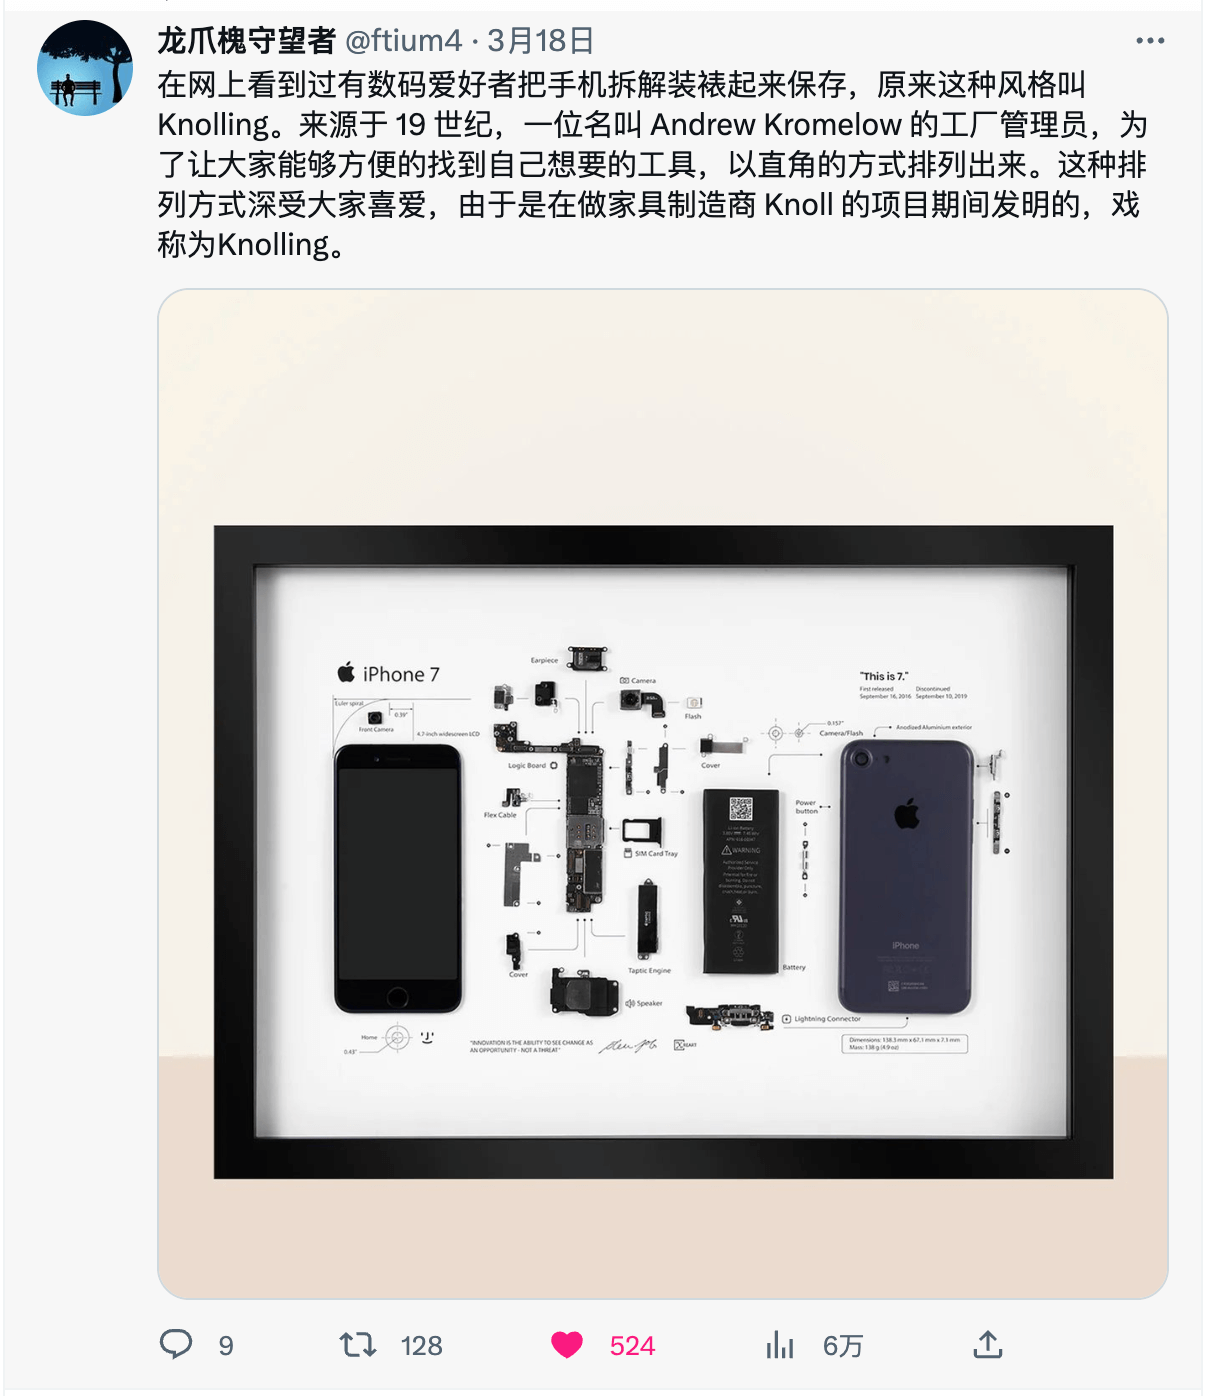 龙爪槐守望者 @ftium4 · 3月18日
在网上看到过有数码爱好者把手机拆解装裱起来保存，原来这种风格叫
Knolling。来源于 19 世纪，一位名叫 Andrew Kromelow 的工厂管理员，为
了让大家能够方便的找到自己想要的工具，以直角的方式排列出来。这种排
列方式深受大家喜爱，由于是在做家具制造商 Knoll 的项目期间发明的，戏
称为Knolling。
iPhone 7
Euler spiral
0.39"
Front Camera
4.7-inch widescreen LCD
Earpiece
Camera
Flash
Logic Board
Cover
Flex Cable
SIM Card Tray
Cover
Taptic Engine
Speaker
"This is 7."
First released
September 16, 2016
Discontinued
September 10, 2019
0.157"
Camera/Flash
Anodized Aluminium exterior
Power
button
WARNING
Battery
iPhone
Lightning Connector
Home
0.43"
"INNOVATION IS THE ABILITY TO SEE CHANGE AS
AN OPPORTUNITY - NOT A THREAT"
Dimensions: 138.3 mm x 67.1 mm x 7.1 mm
Mass: 138 g (4.9 oz)
9
128
524
6万